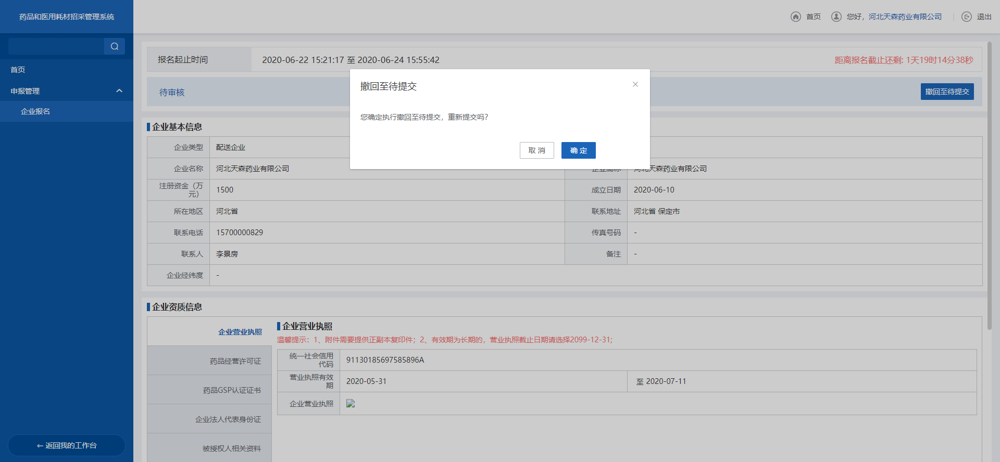 药品和医用耗材招采管理系统
首页
您好，河北天森药业有限公司
退出
首页
申报管理
企业报名
返回我的工作台
报名起止时间
2020-06-22 15:21:17 至 2020-06-24 15:55:42
距离报名截止还剩: 1天19时14分38秒
待审核
撤回至待提交
撤回至待提交
您确定执行撤回至待提交，重新提交吗？
取 消
确 定
企业基本信息
企业类型
配送企业
企业名称
河北天森药业有限公司
企业简称
河北天森药业有限公司
注册资金（万
元）
1500
成立日期
2020-06-10
所在地区
河北省
联系地址
河北省 保定市
联系电话
15700000829
传真号码
-
联系人
李景房
备注
-
企业经纬度
-
企业资质信息
企业营业执照
药品经营许可证
药品GSP认证证书
企业法人代表身份证
被授权人相关资料
企业营业执照
温馨提示：1、附件需要提供正副本复印件；2、有效期为长期的，营业执照截止日期请选择2099-12-31;
统一社会信用
代码
91130185697585896A
营业执照有效
期
2020-05-31
至 2020-07-11
企业营业执照